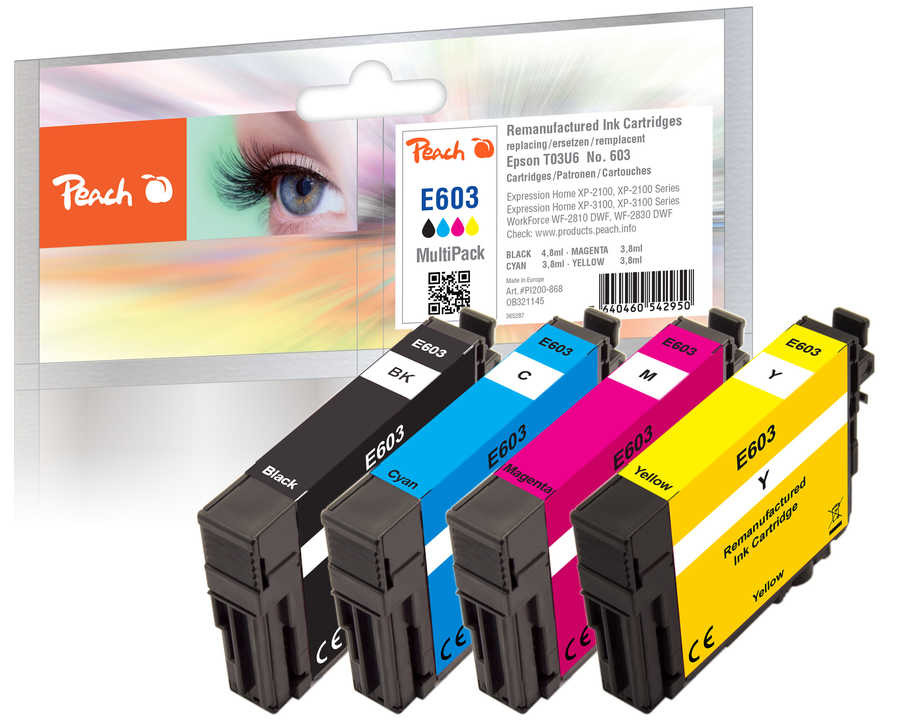 Peach
Peach
E603
MultiPack
Remanufactured Ink Cartridges
replacing/ersetzen/remplacent
Epson T03U6 No. 603
Cartridges/Patronen/Cartouches
Expression Home XP-2100, XP-2100 Series
Expression Home XP-3100, XP-3100 Series
WorkForce WF-2810 DWF, WF-2830 DWF
Check: www.products.peach.info
BLACK 4,8ml - MAGENTA 3,8ml
CYAN 3,8ml - YELLOW 3,8ml
Made in Europe
Art.#PI200-868
OB321145
365287
640460 542950
E603
BK
E603
Black
CE
E603
C
E603
Cyan
CE
E603
M
E603
Magenta
CE
E603
Y
Yellow
E603
Y
Remanufactured
Ink Cartridge
Yellow
CE